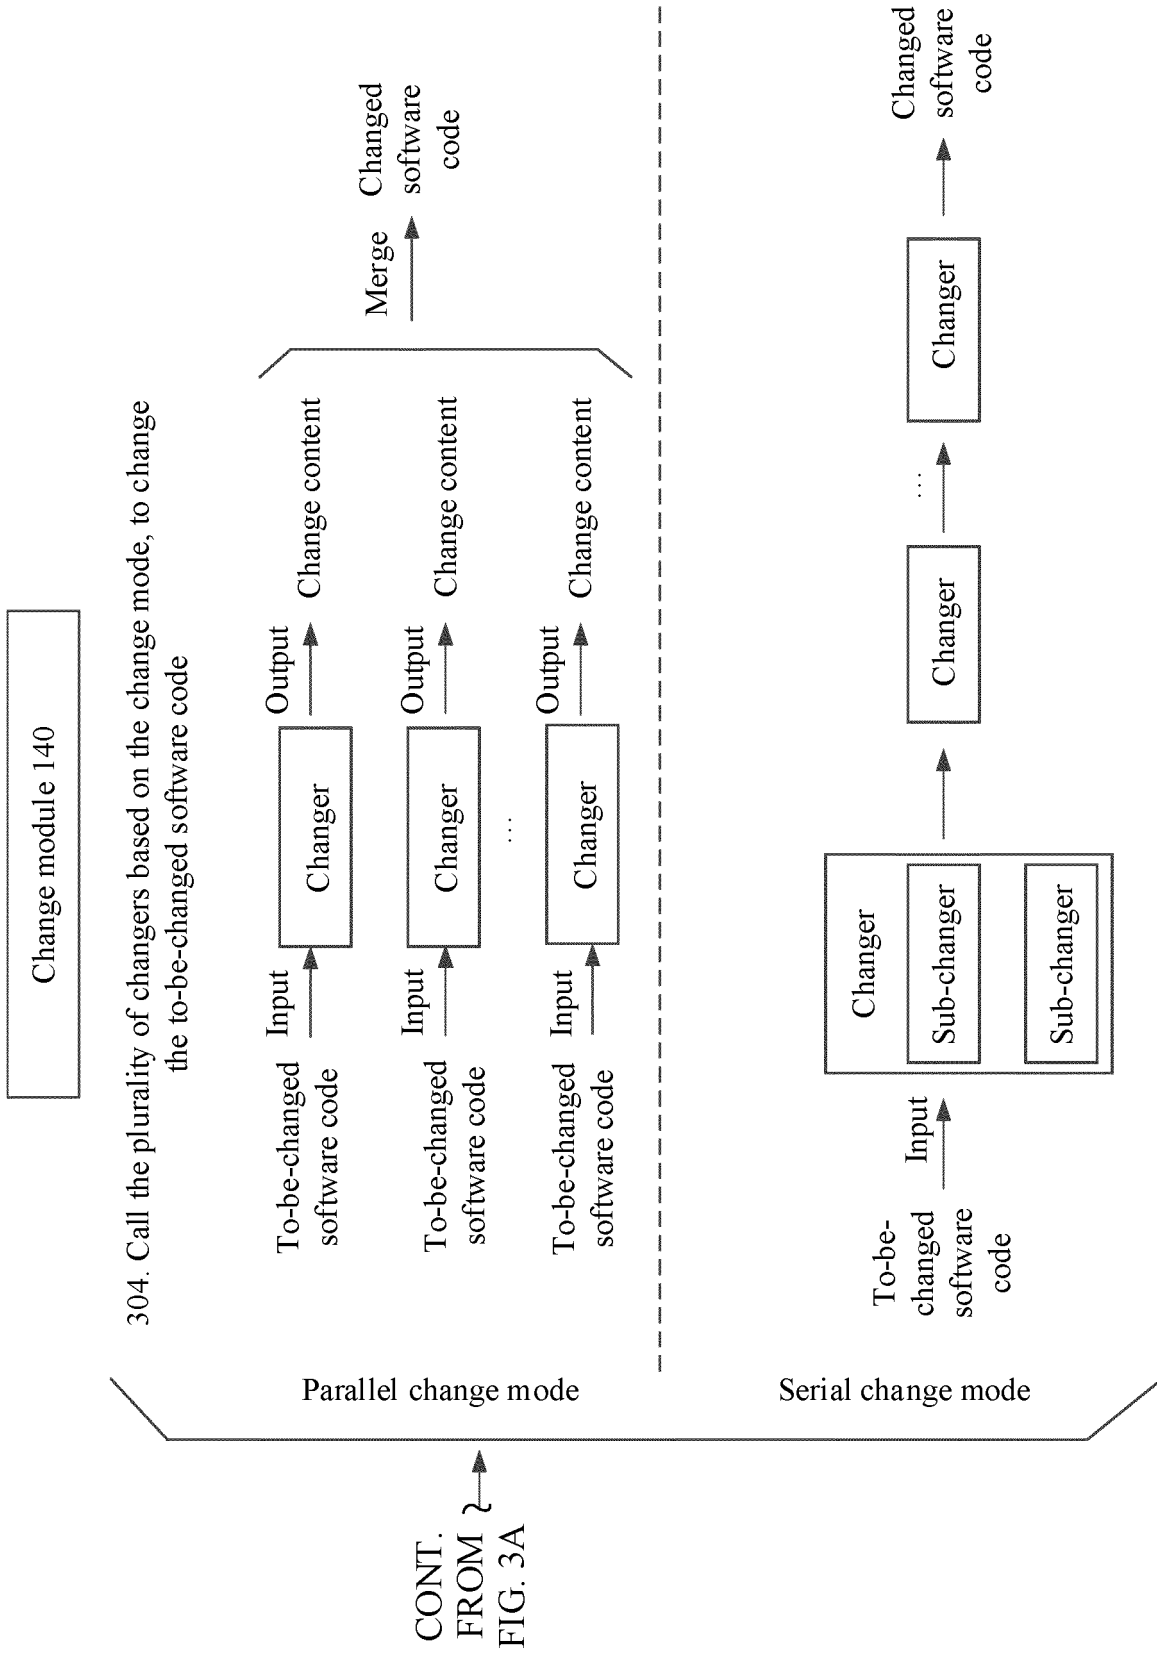 Change module 140
304. Call the plurality of changers based on the change mode, to change
the to-be-changed software code
CONT.
FROM
FIG. 3A
Parallel change mode
To-be-changed
software code
Input
Changer
Output
Change content
To-be-changed
software code
Input
Changer
Output
Change content
...
To-be-changed
software code
Input
Changer
Output
Change content
Merge
Changed
software
code
Serial change mode
To-be-
changed
software
code
Input
Changer
Sub-changer
Sub-changer
Changer
...
Changer
Changed
software
code